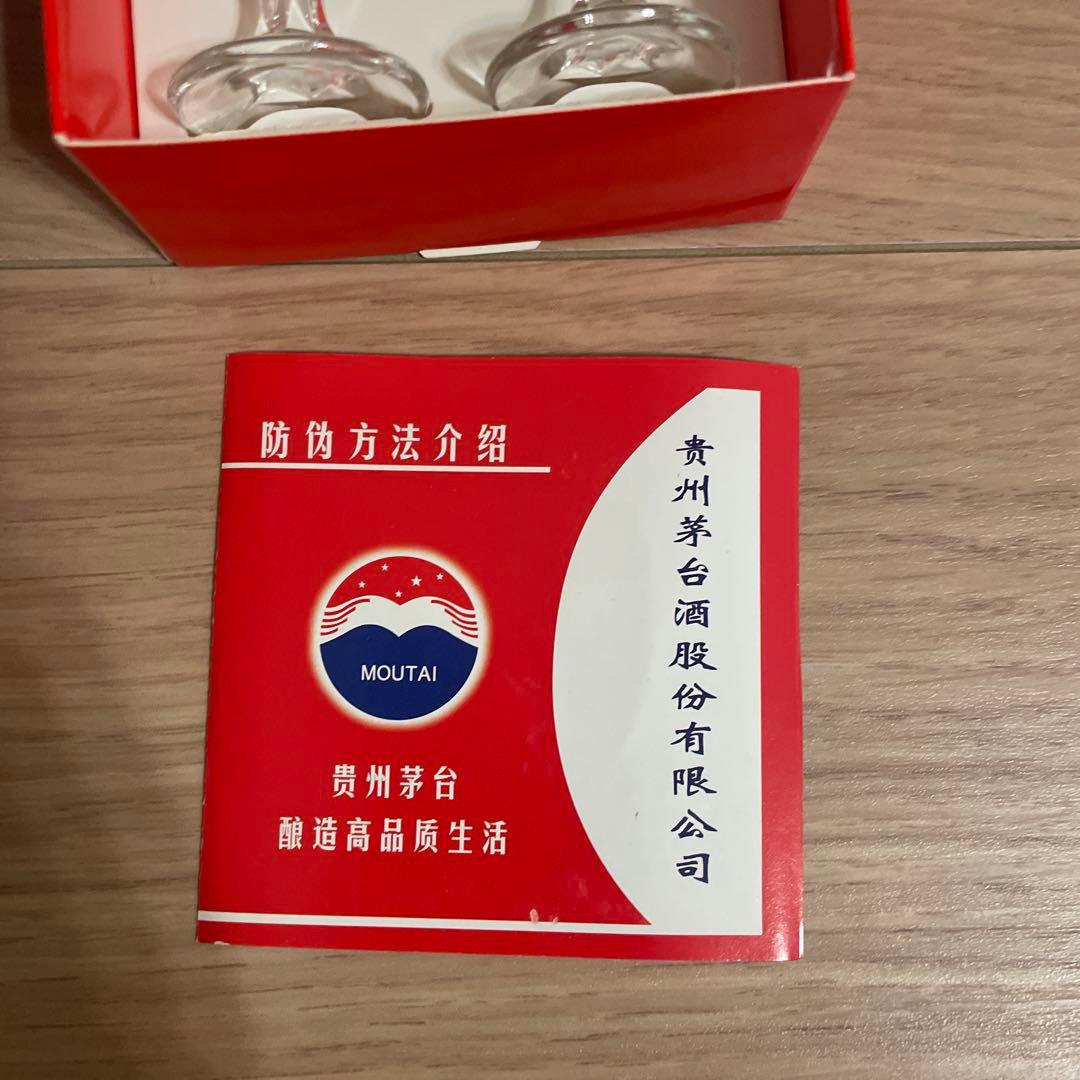 防伪方法介绍
MOUTAI
贵州茅台
酿造高品质生活
贵州茅台酒股份有限公司